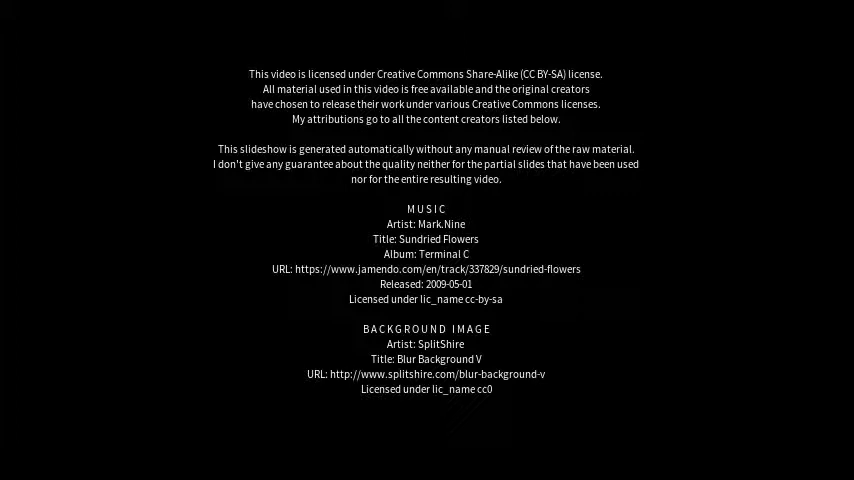 This video is licensed under Creative Commons Share-Alike (CC BY-SA) license.
All material used in this video is free available and the original creators
have chosen to release their work under various Creative Commons licenses.
My attributions go to all the content creators listed below.
This slideshow is generated automatically without any manual review of the raw material.
I don't give any guarantee about the quality neither for the partial slides that have been used
nor for the entire resulting video.
MUSIC
Artist: Mark.Nine
Title: Sundried Flowers
Album: Terminal C
URL: https://www.jamendo.com/en/track/337829/sundried-flowers
Released: 2009-05-01
Licensed under lic_name cc-by-sa
BACKGROUND IMAGE
Artist: SplitShire
Title: Blur Background V
URL: http://www.splitshire.com/blur-background-v
Licensed under lic_name cc0